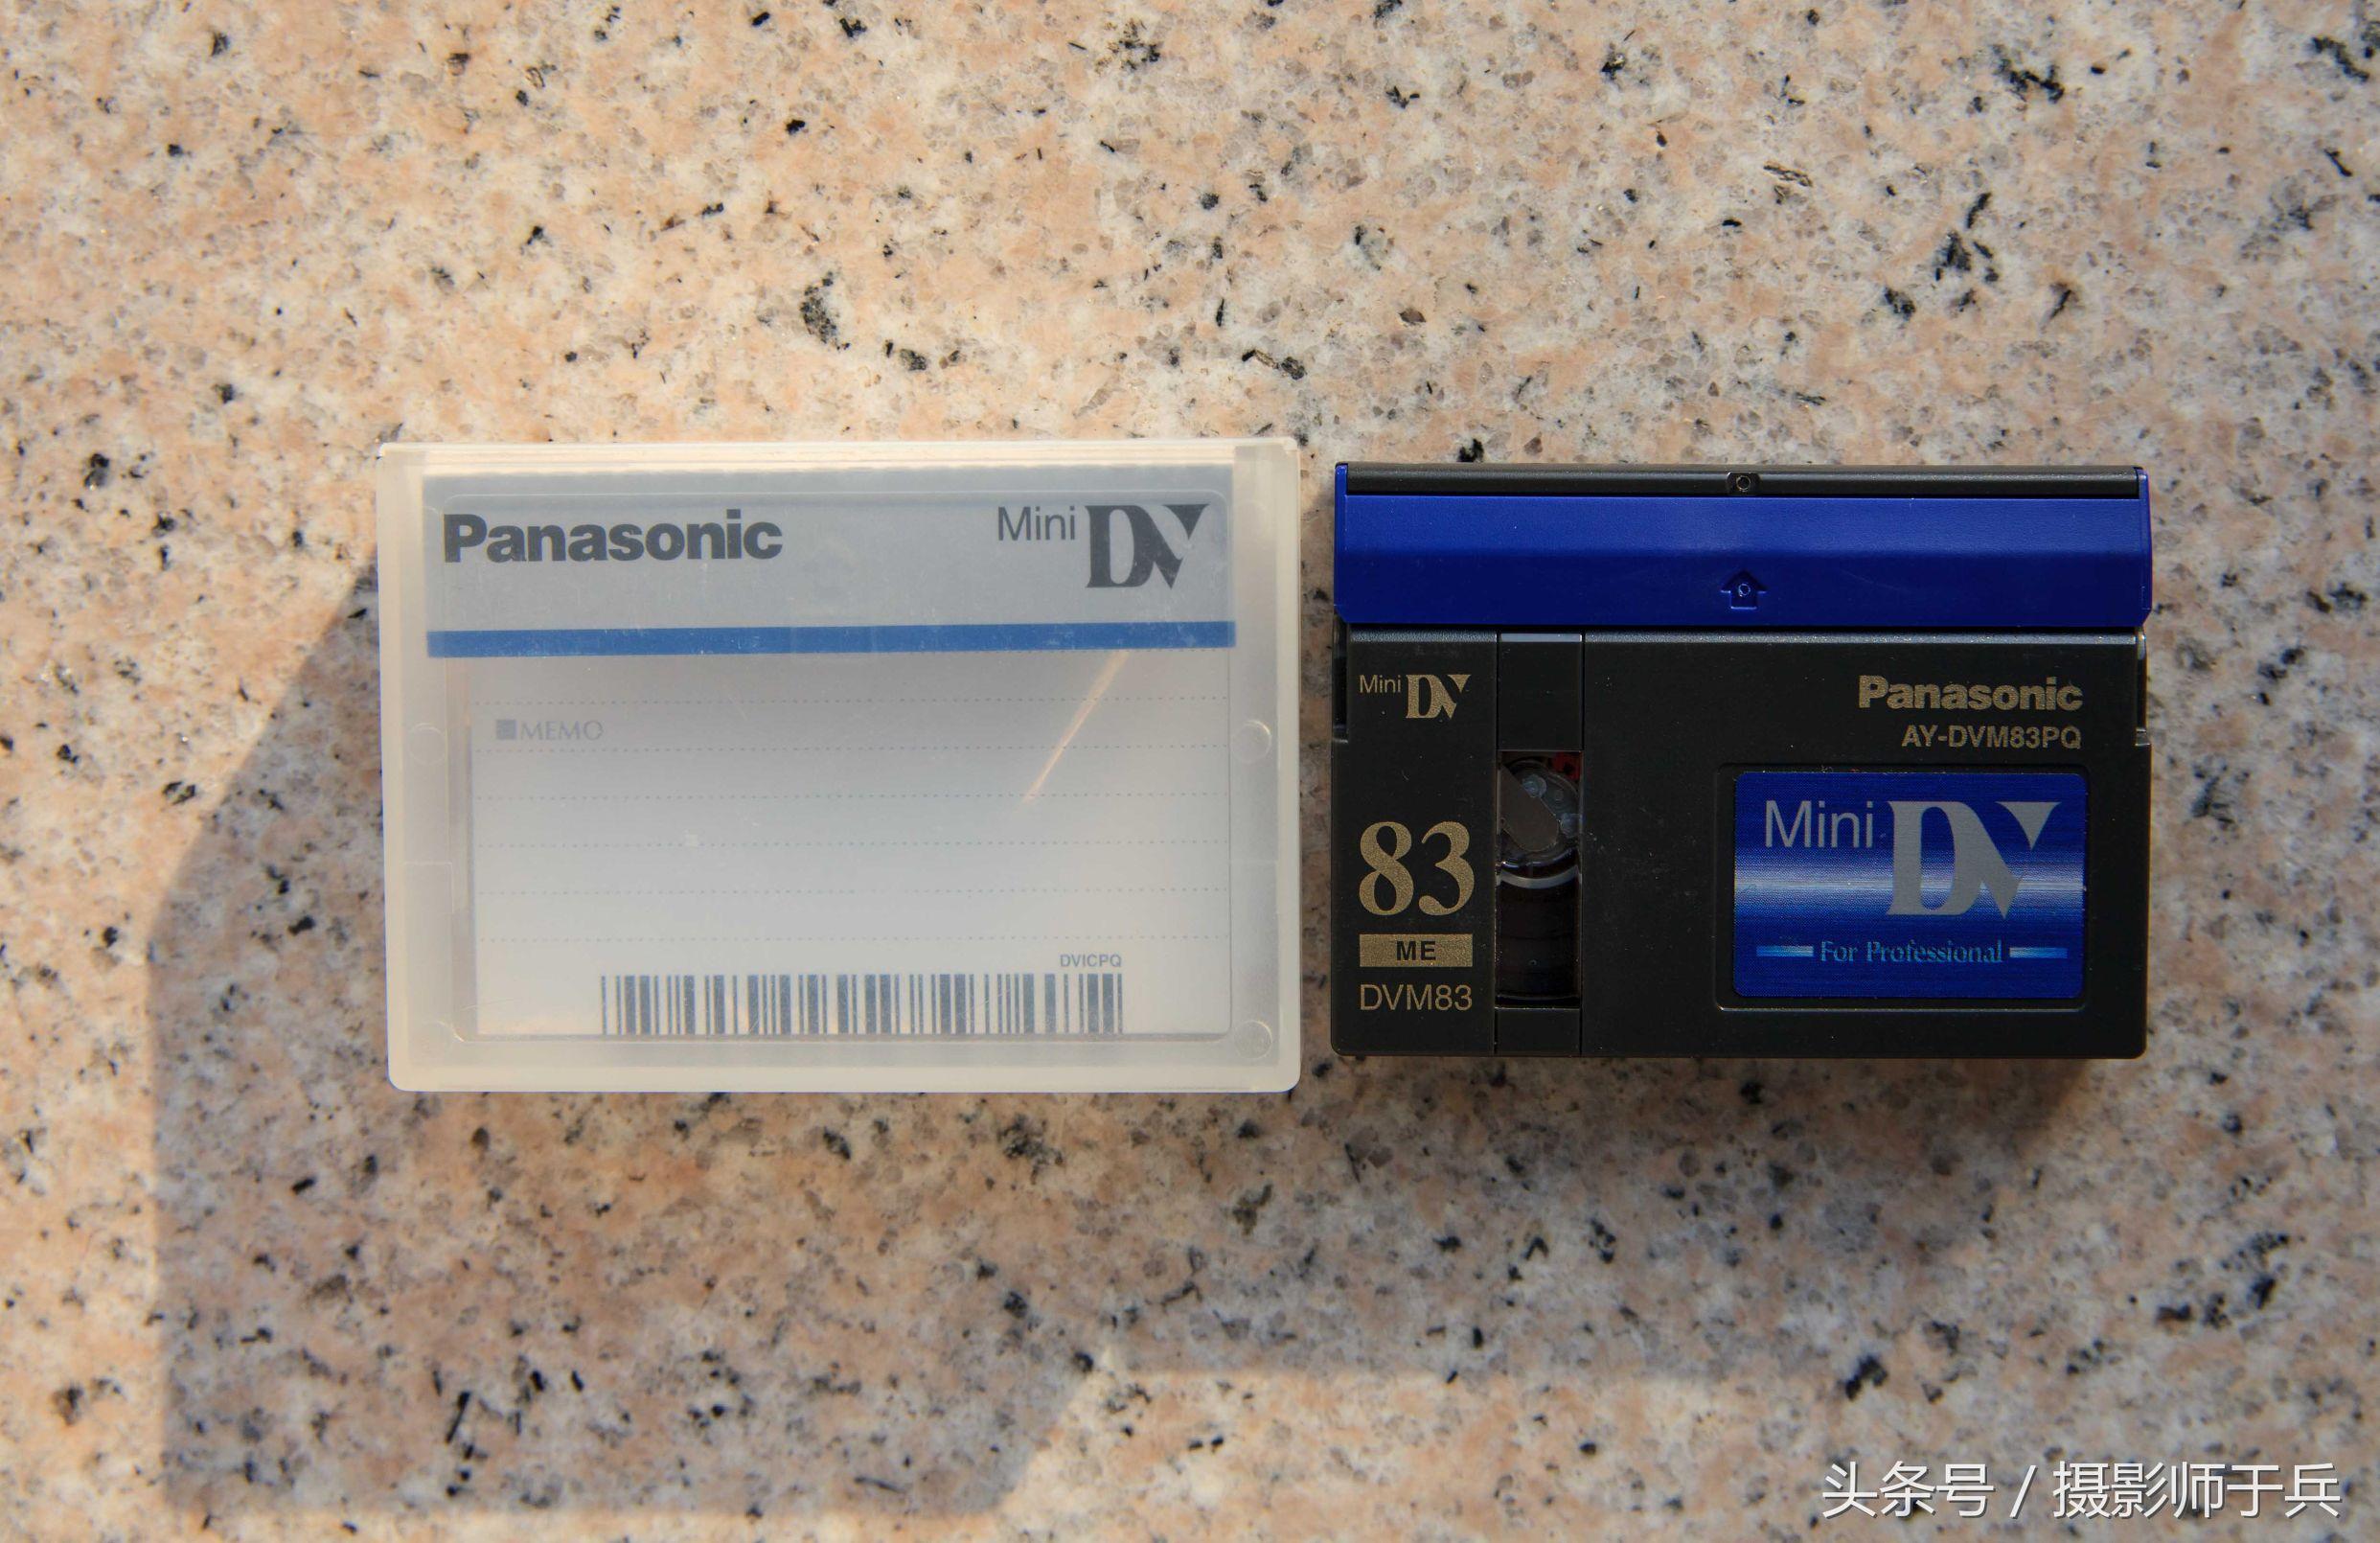 Panasonic
Mini DV
MEMO
DVICPQ
Mini DV
83
ME
DVM83
Panasonic
AY-DVM83PQ
Mini DV
For Professional
头条号 / 摄影师于兵